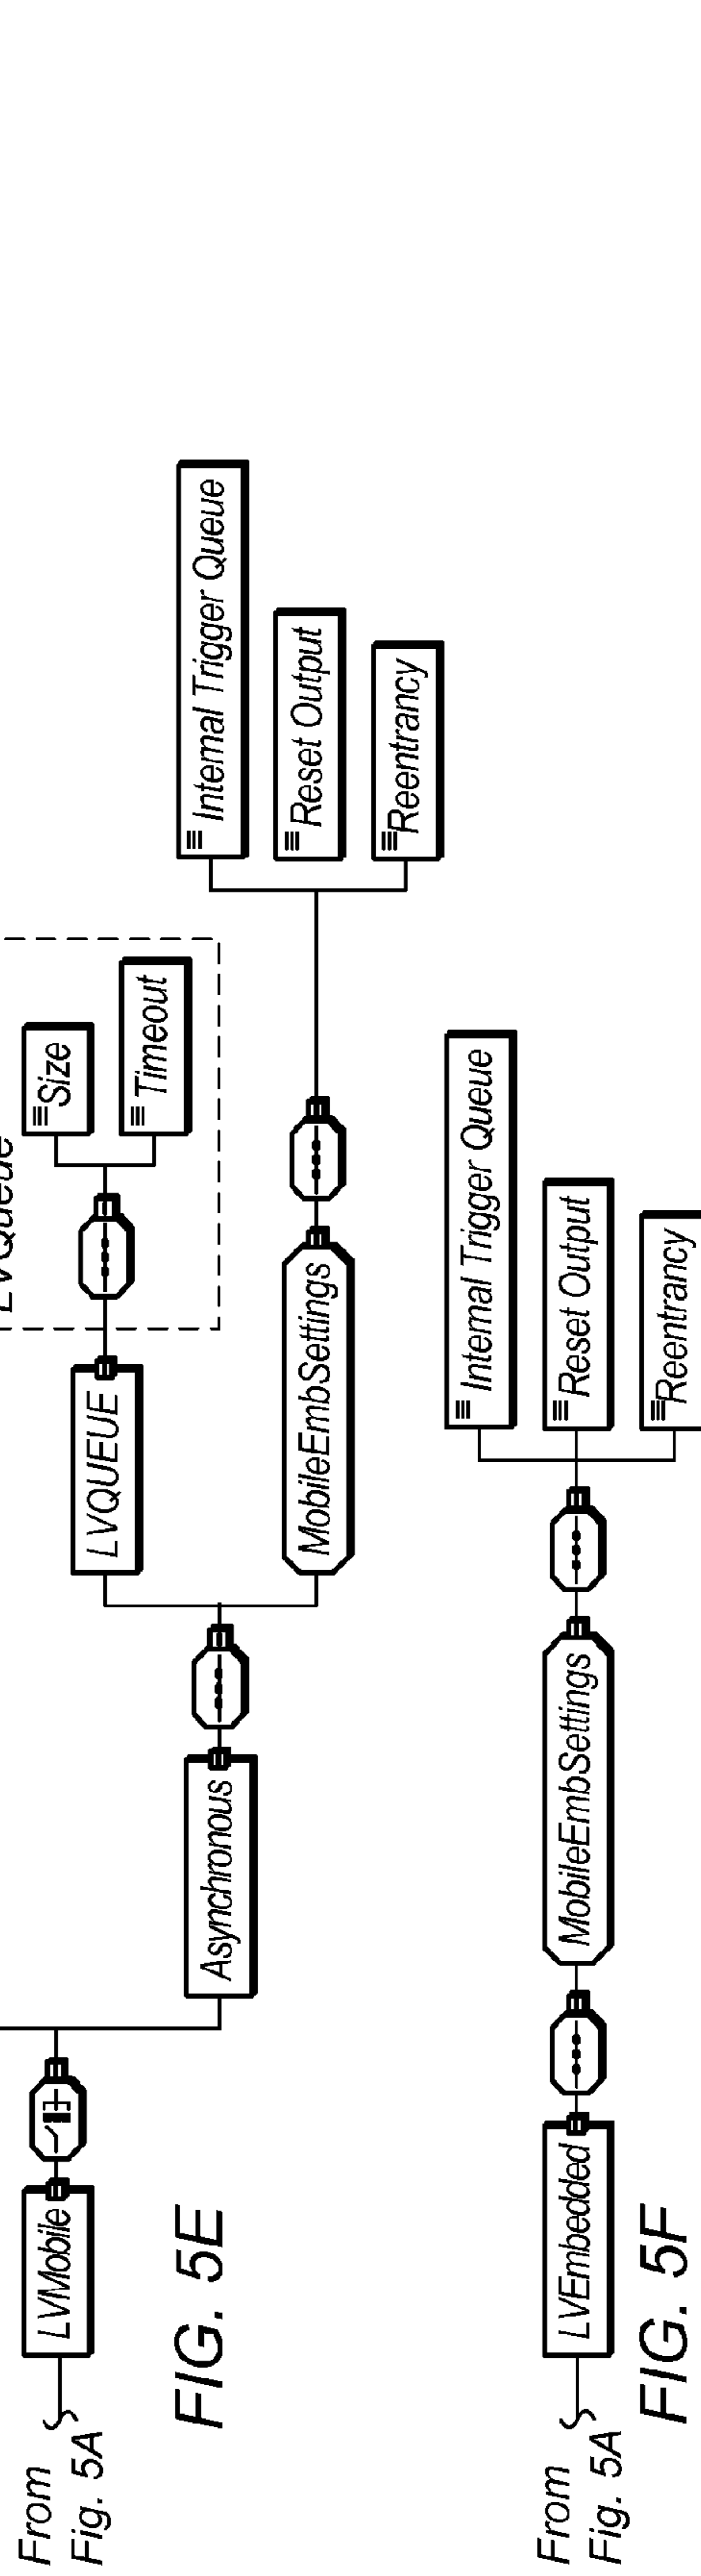 LVQueue
Size
Timeout
LVQUEUE
Internal Trigger Queue
Reset Output
Reentrancy
MobileEmbSettings
Asynchronous
LVMobile
From
Fig. 5A
FIG. 5E
Internal Trigger Queue
Reset Output
Reentrancy
MobileEmbSettings
LVEmbedded
From
Fig. 5A
FIG. 5F